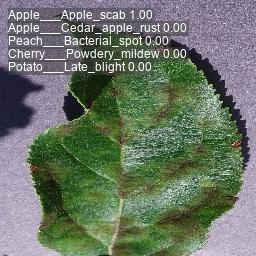 Apple___Apple_scab 1.00
Apple___Cedar_apple_rust 0.00
Peach___Bacterial_spot 0.00
Cherry___Powdery_mildew 0.00
Potato___Late_blight 0.00